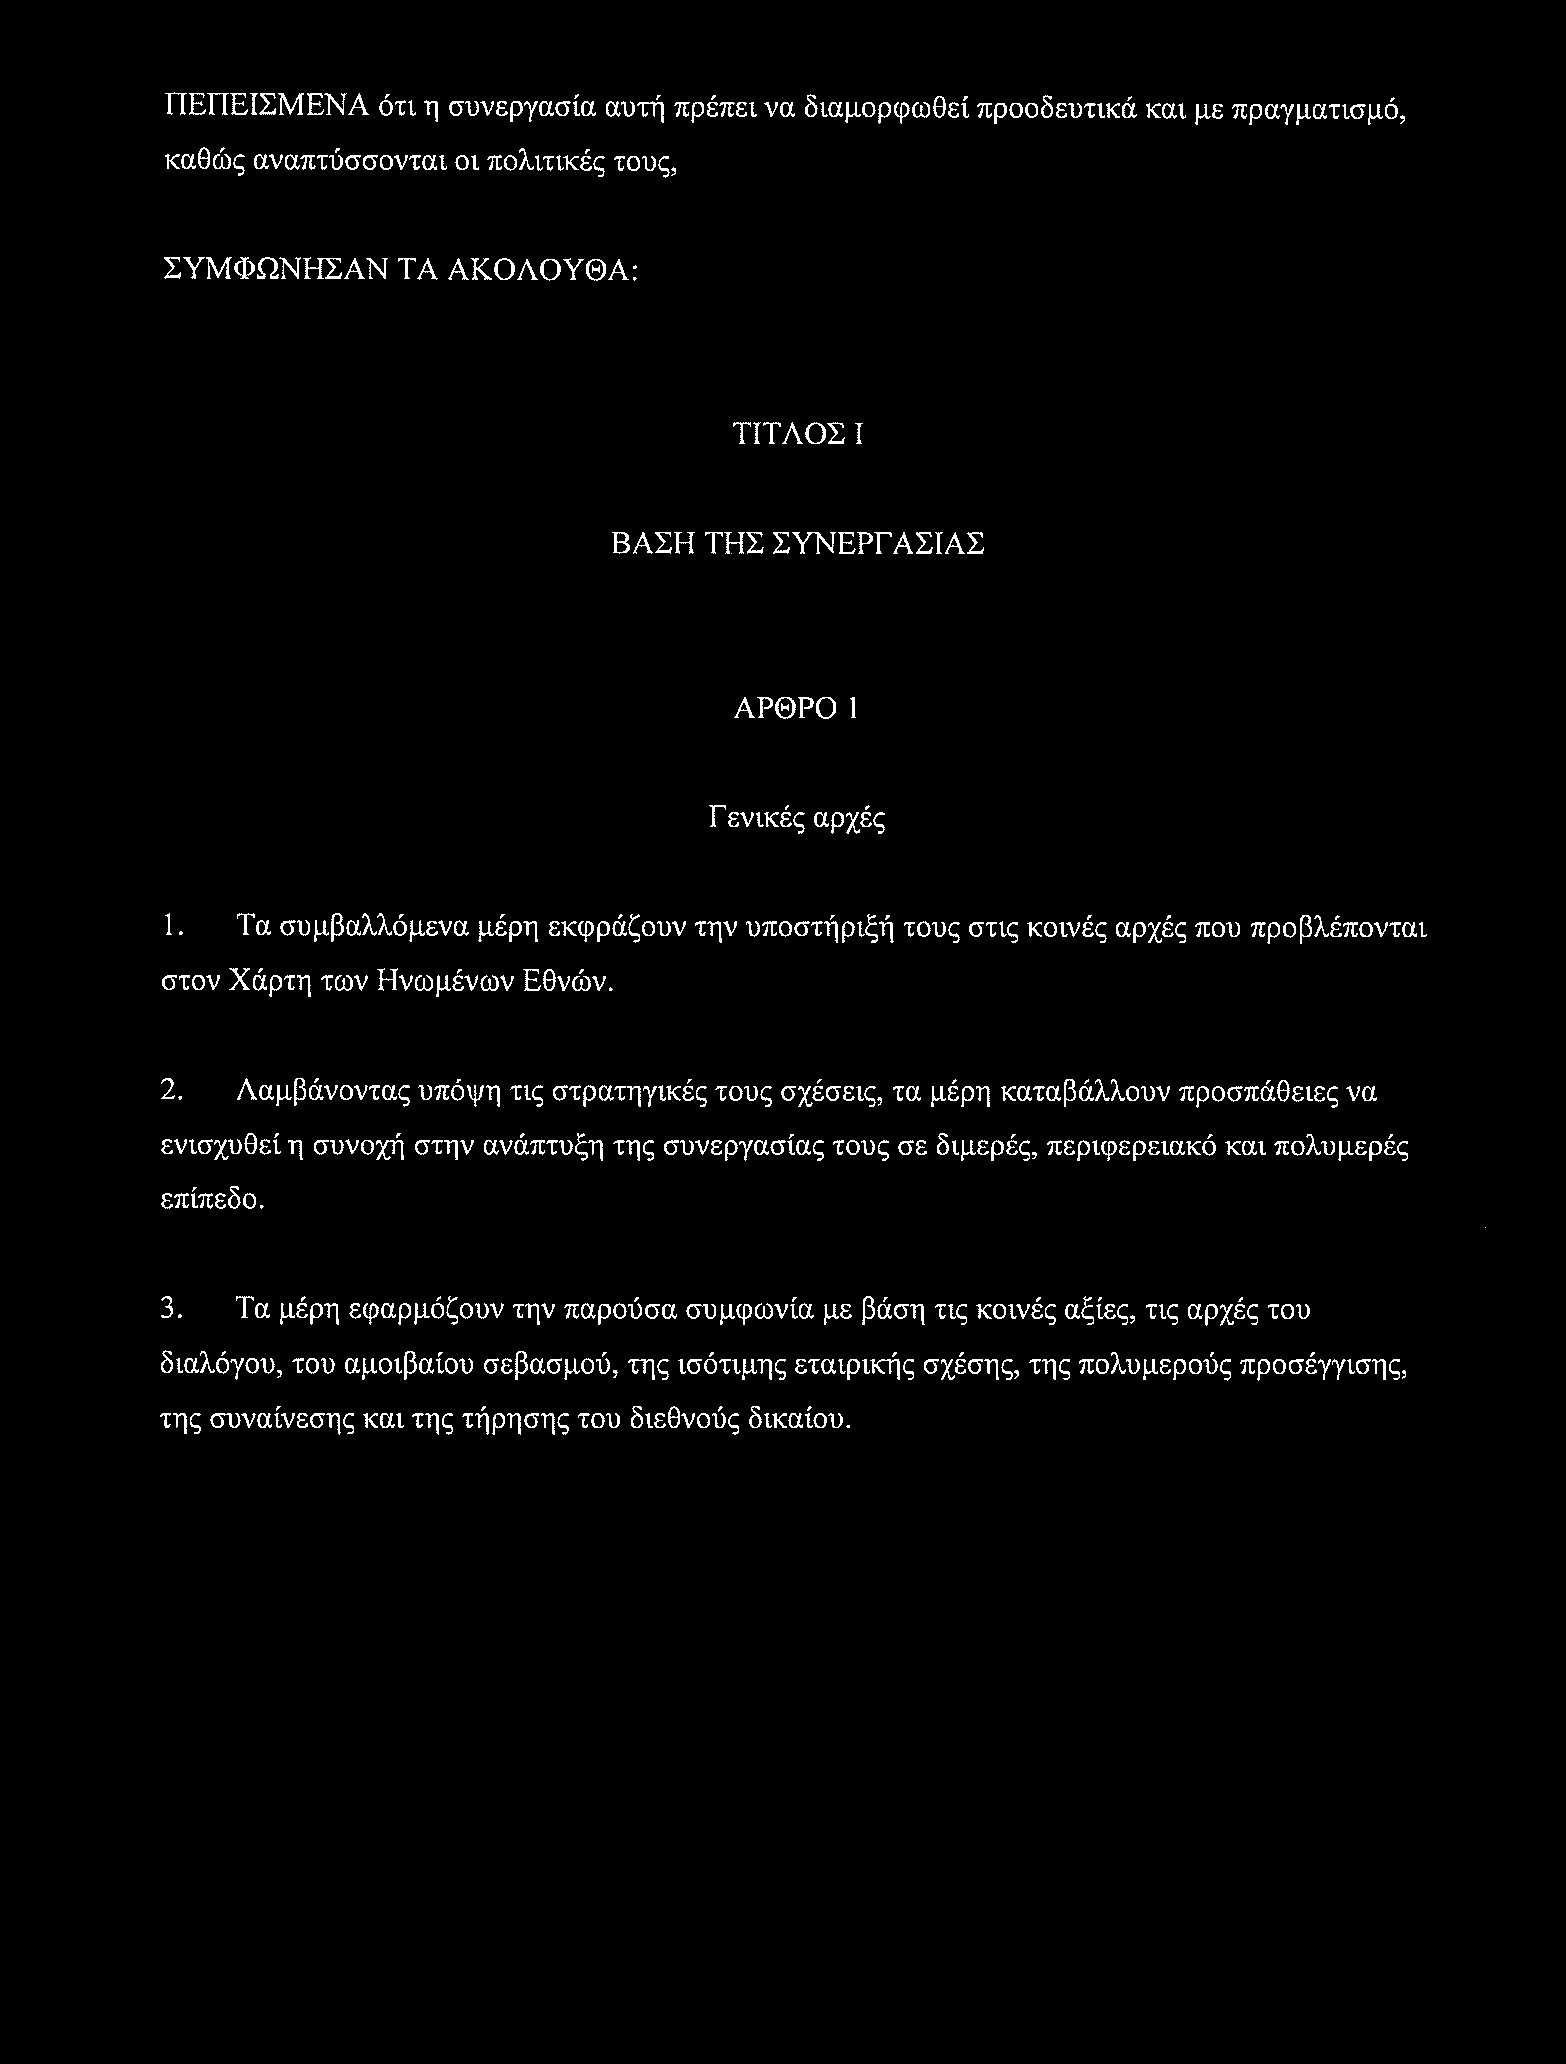 ΠΕΠΕΙΣΜΕΝΑ ότι η συνεργασία αυτή πρέπει να διαμορφωθεί προοδευτικά και με πραγματισμό,
καθώς αναπτύσσονται οι πολιτικές τους,
ΣΥΜΦΩΝΗΣΑΝ ΤΑ ΑΚΟΛΟΥΘΑ:
ΤΙΤΛΟΣ Ι
ΒΑΣΗ ΤΗΣ ΣΥΝΕΡΓΑΣΙΑΣ
ΑΡΘΡΟ 1
Γενικές αρχές
1. Τα συμβαλλόμενα μέρη εκφράζουν την υποστήριξή τους στις κοινές αρχές που προβλέπονται
στον Χάρτη των Ηνωμένων Εθνών.
2. Λαμβάνοντας υπόψη τις στρατηγικές τους σχέσεις, τα μέρη καταβάλλουν προσπάθειες να
ενισχυθεί η συνοχή στην ανάπτυξη της συνεργασίας τους σε διμερές, περιφερειακό και πολυμερές
επίπεδο.
3. Τα μέρη εφαρμόζουν την παρούσα συμφωνία με βάση τις κοινές αξίες, τις αρχές του
διαλόγου, του αμοιβαίου σεβασμού, της ισότιμης εταιρικής σχέσης, της πολυμερούς προσέγγισης,
της συναίνεσης και της τήρησης του διεθνούς δικαίου.